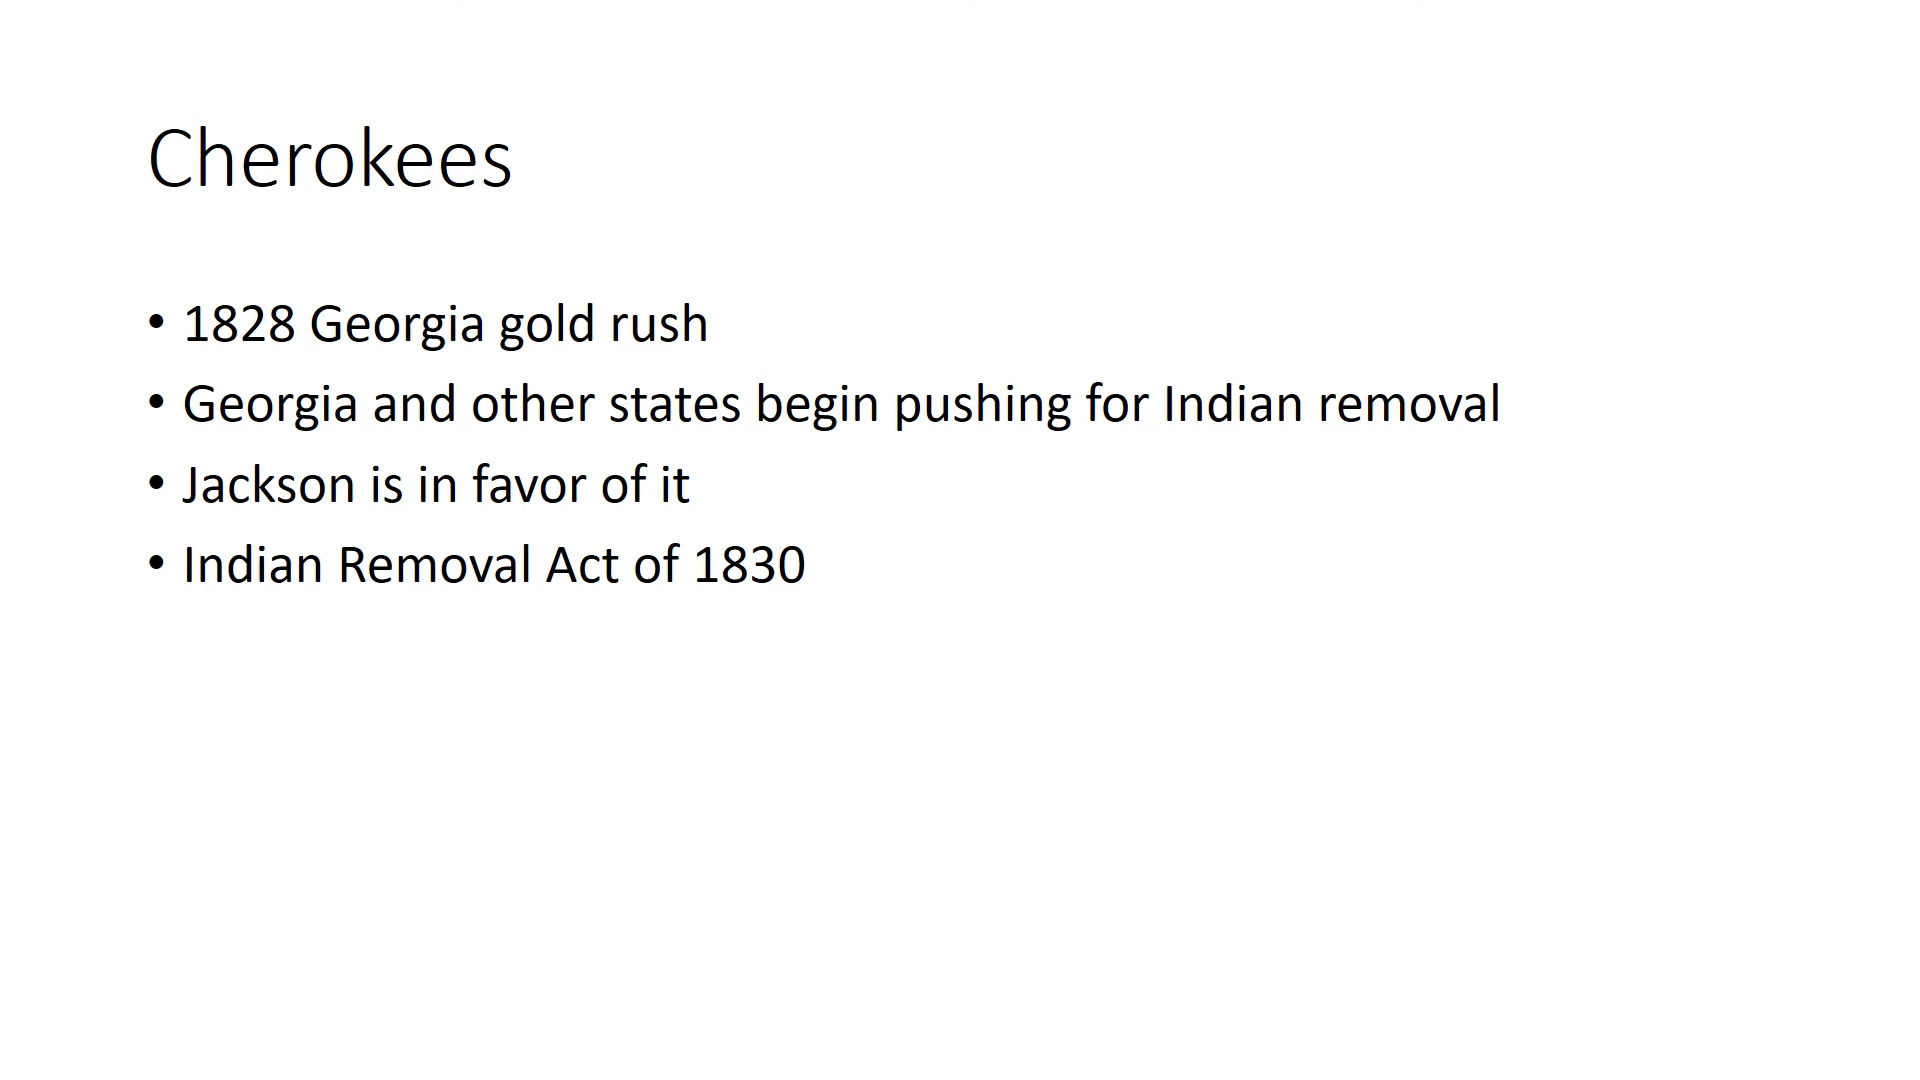 Cherokees
• 1828 Georgia gold rush
• Georgia and other states begin pushing for Indian removal
• Jackson is in favor of it
• Indian Removal Act of 1830